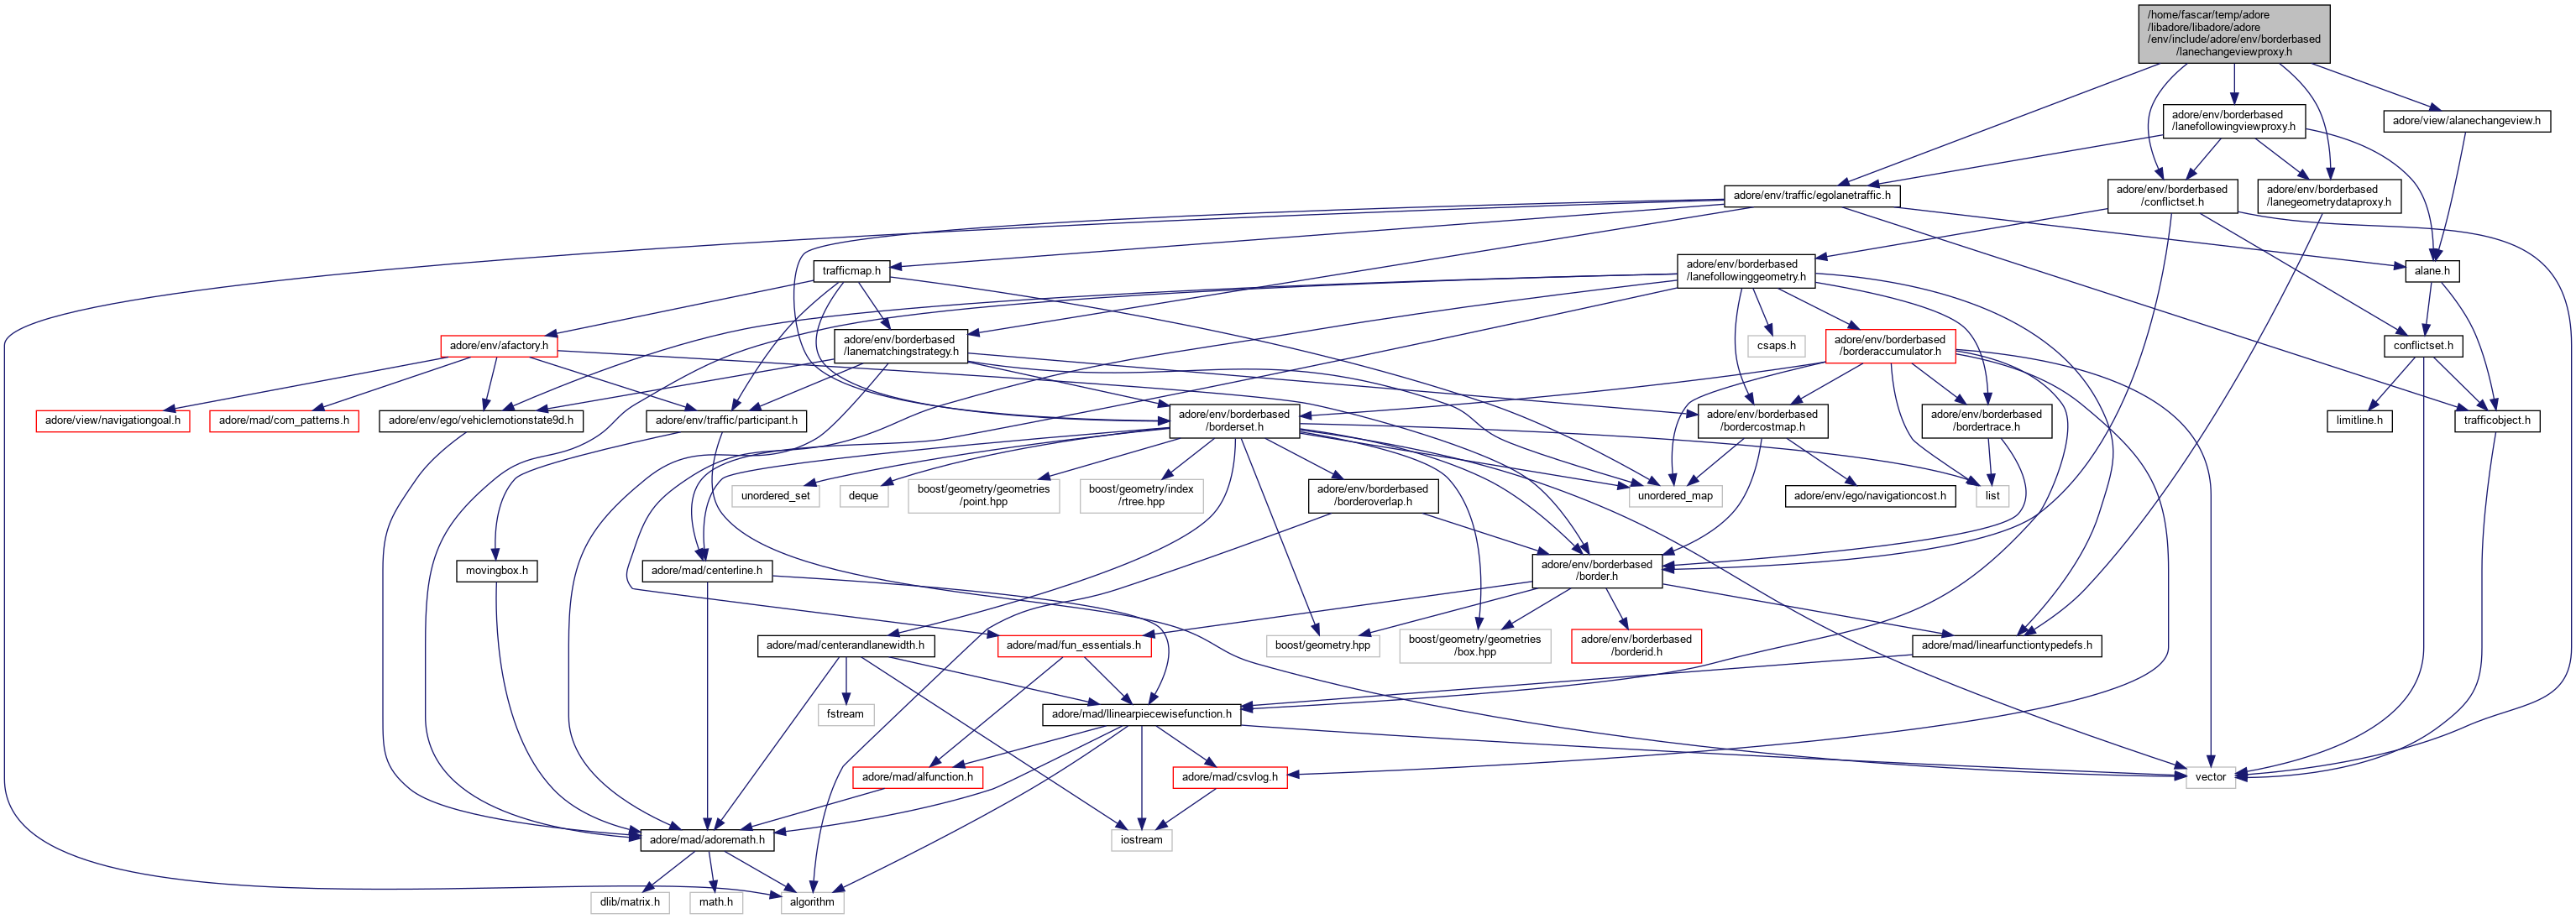 /home/fascar/temp/adore
/libadore/libadore/adore
/env/include/adore/env/borderbased
/lanechangeviewproxy.h
adore/env/borderbased
/lanefollowingviewproxy.h
adore/view/alanechangeview.h
adore/env/traffic/egolanetraffic.h
adore/env/borderbased
/conflictset.h
adore/env/borderbased
/lanegeometrydataproxy.h
trafficmap.h
adore/env/borderbased
/lanefollowinggeometry.h
alane.h
adore/env/afactory.h
adore/env/borderbased
/lanematchingstrategy.h
csaps.h
adore/env/borderbased
/borderaccumulator.h
conflictset.h
adore/view/navigationgoal.h
adore/mad/com_patterns.h
adore/env/ego/vehiclemotionstate9d.h
adore/env/traffic/participant.h
adore/env/borderbased
/borderset.h
adore/env/borderbased
/bordercostmap.h
adore/env/borderbased
/bordertrace.h
limitline.h
trafficobject.h
unordered_set
deque
boost/geometry/geometries
/point.hpp
boost/geometry/index
/rtree.hpp
adore/env/borderbased
/borderoverlap.h
unordered_map
adore/env/ego/navigationcost.h
list
movingbox.h
adore/mad/centerline.h
adore/env/borderbased
/border.h
adore/mad/centerandlanewidth.h
adore/mad/fun_essentials.h
boost/geometry.hpp
boost/geometry/geometries
/box.hpp
adore/env/borderbased
/borderid.h
adore/mad/linearfunctiontypedefs.h
fstream
adore/mad/llinearpiecewisefunction.h
adore/mad/alfunction.h
adore/mad/csvlog.h
vector
adore/mad/adoremath.h
iostream
dlib/matrix.h
math.h
algorithm